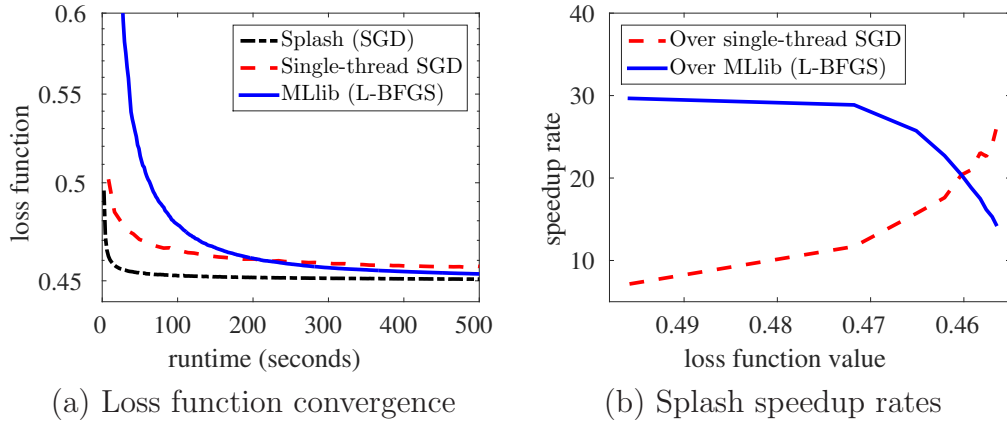 0.6
0.55
0.5
0.45
loss function
Splash (SGD)
Single-thread SGD
MLlib (L-BFGS)
0 100 200 300 400 500
runtime (seconds)
(a) Loss function convergence
40
30
20
10
speedup rate
Over single-thread SGD
Over MLlib (L-BFGS)
0.49 0.48 0.47 0.46
loss function value
(b) Splash speedup rates